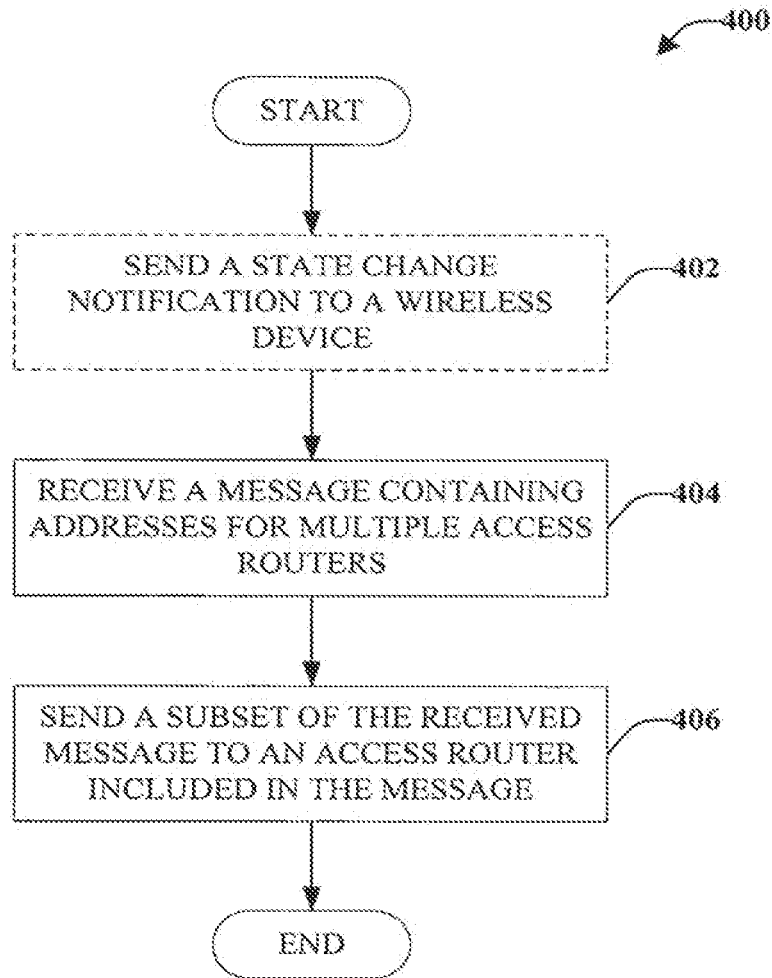 400
START
SEND A STATE CHANGE
NOTIFICATION TO A WIRELESS
DEVICE
402
RECEIVE A MESSAGE CONTAINING
ADDRESSES FOR MULTIPLE ACCESS
ROUTERS
404
SEND A SUBSET OF THE RECEIVED
MESSAGE TO AN ACCESS ROUTER
INCLUDED IN THE MESSAGE
406
END